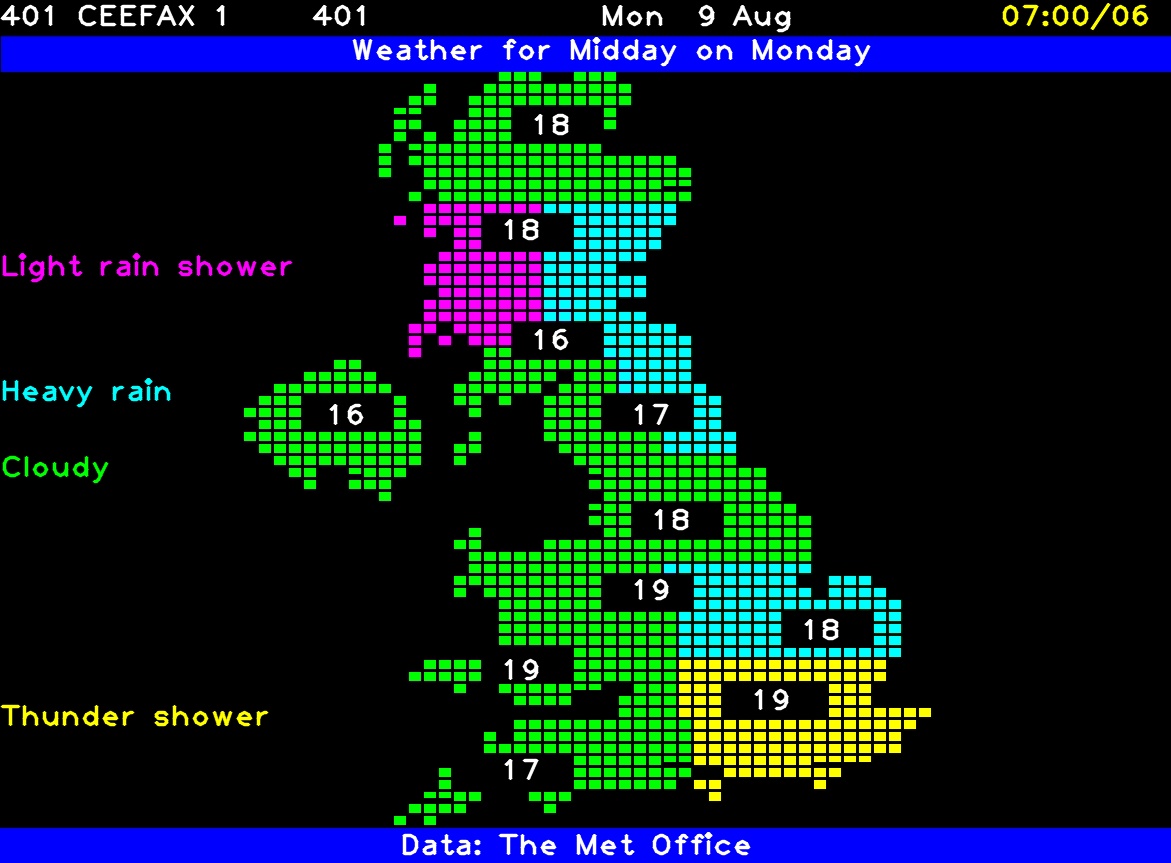 401 CEEFAX 1 401 Mon 9 Aug 07:00/06
Weather for Midday on Monday
18
18
Light rain shower
16
Heavy rain
16 17
Cloudy
18
19
18
19
19
Thunder shower
17
Data: The Met Office